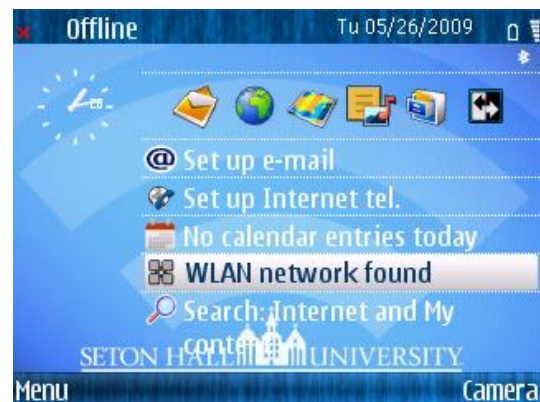 Offline
Tu 05/26/2009
Set up e-mail
Set up Internet tel.
No calendar entries today
WLAN network found
Search: Internet and My
content
SETON HALL UNIVERSITY
Menu
Camera